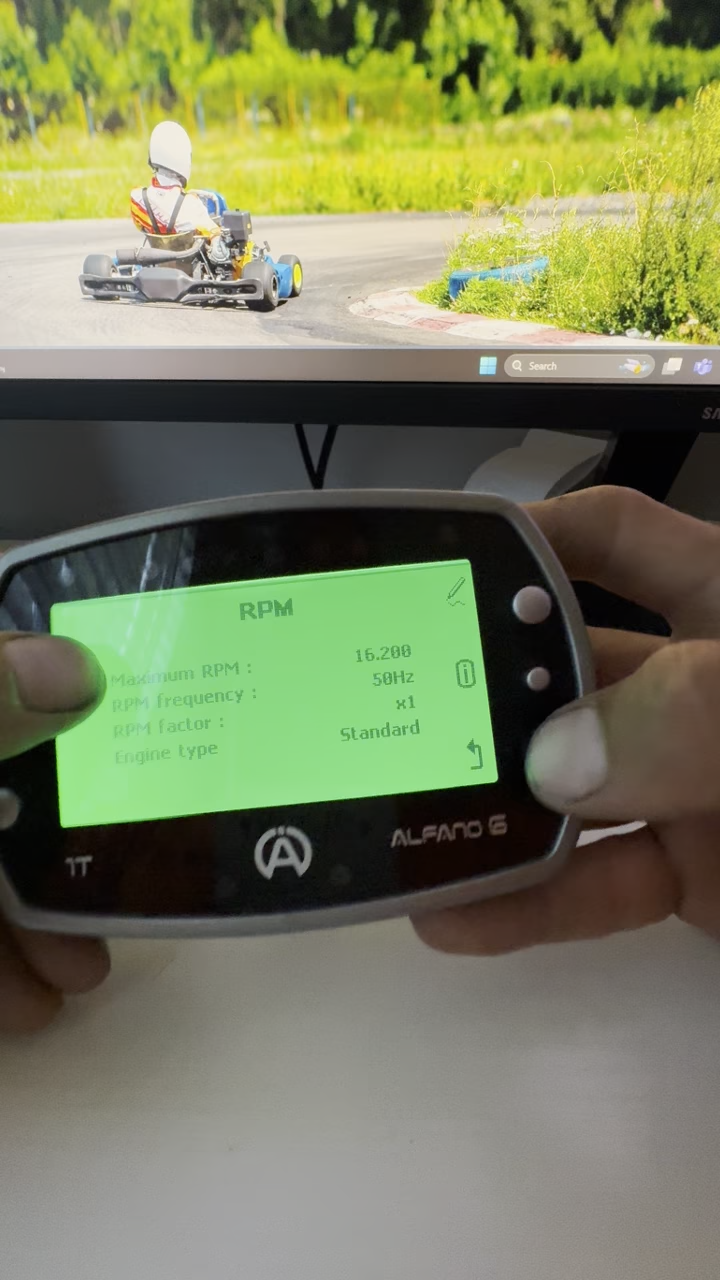 Search
RPM
Maximum RPM : 16.200
RPM frequency : 50Hz
RPM factor : x1
Engine type Standard
1T
ALFANO 6